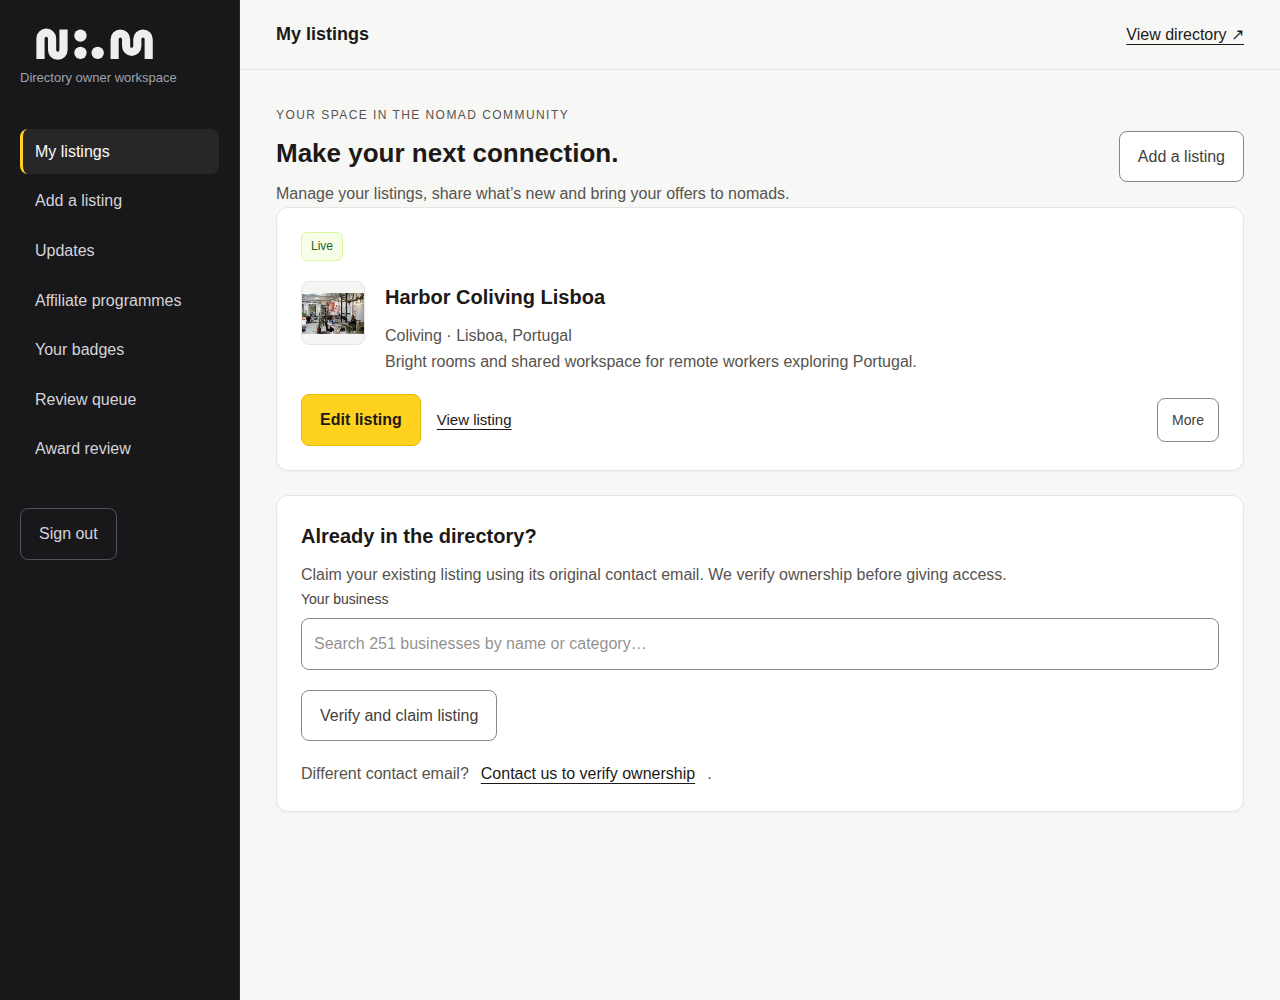 Directory owner workspace
My listings
Add a listing
Updates
Affiliate programmes
Your badges
Review queue
Award review
Sign out
My listings
View directory ↗
YOUR SPACE IN THE NOMAD COMMUNITY
Make your next connection.
Manage your listings, share what’s new and bring your offers to nomads.
Add a listing
Live
Harbor Coliving Lisboa
Coliving · Lisboa, Portugal
Bright rooms and shared workspace for remote workers exploring Portugal.
Edit listing
View listing
More
Already in the directory?
Claim your existing listing using its original contact email. We verify ownership before giving access.
Your business
Search 251 businesses by name or category…
Verify and claim listing
Different contact email? Contact us to verify ownership .